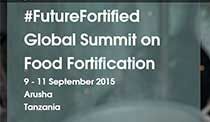 #FutureFortified
Global Summit on
Food Fortification
9 - 11 September 2015
Arusha
Tanzania